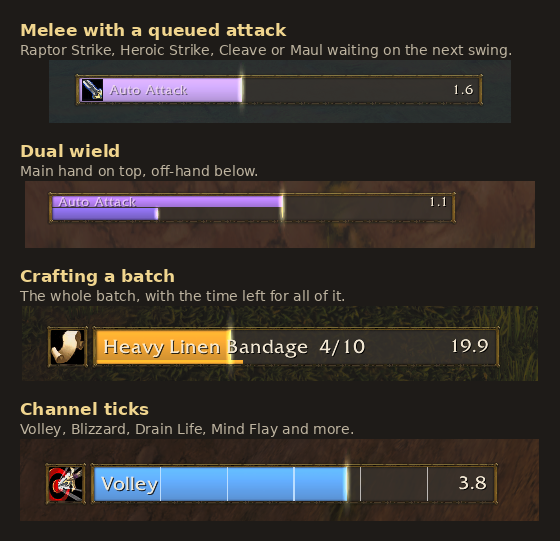 Melee with a queued attack
Raptor Strike, Heroic Strike, Cleave or Maul waiting on the next swing.
Auto Attack 1.6
Dual wield
Main hand on top, off-hand below.
Auto Attack 1.1
Crafting a batch
The whole batch, with the time left for all of it.
Heavy Linen Bandage 4/10 19.9
Channel ticks
Volley, Blizzard, Drain Life, Mind Flay and more.
Volley 3.8